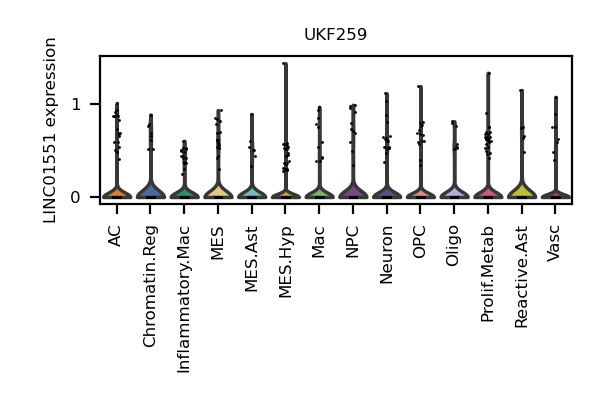 UKF259
LINC01551 expression
1
0
AC
Chromatin.Reg
Inflammatory.Mac
MES
MES.Ast
MES.Hyp
Mac
NPC
Neuron
OPC
Oligo
Prolif.Metab
Reactive.Ast
Vasc